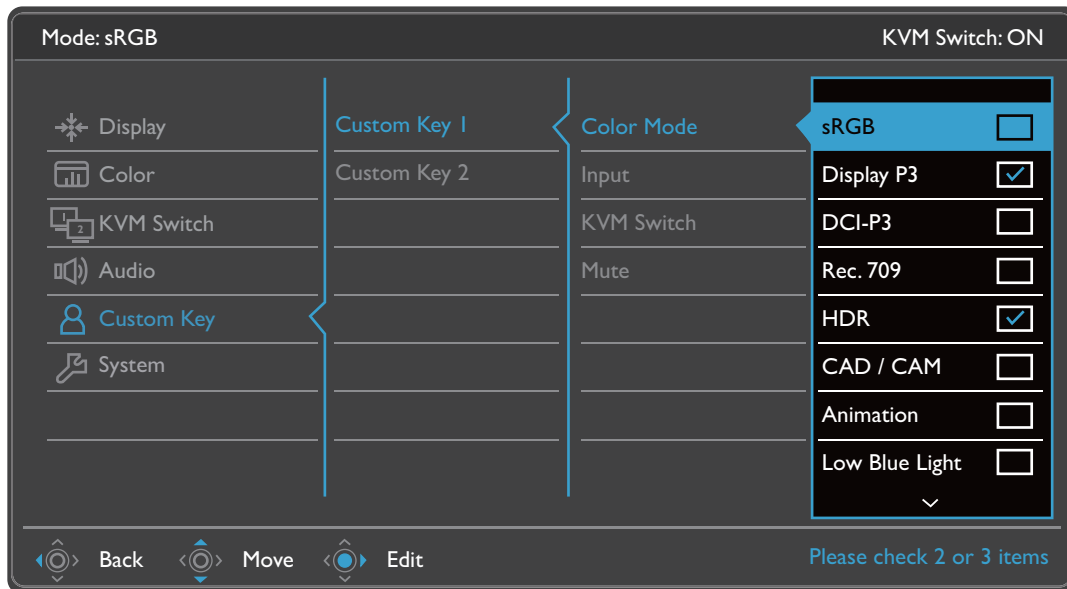 Mode: sRGB
KVM Switch: ON
Display
Custom Key 1
Color Mode
sRGB
Color
Custom Key 2
Input
Display P3
1
2
KVM Switch
KVM Switch
DCI-P3
Audio
Mute
Rec. 709
Custom Key
HDR
System
CAD / CAM
Animation
Low Blue Light
Back
Move
Edit
Please check 2 or 3 items